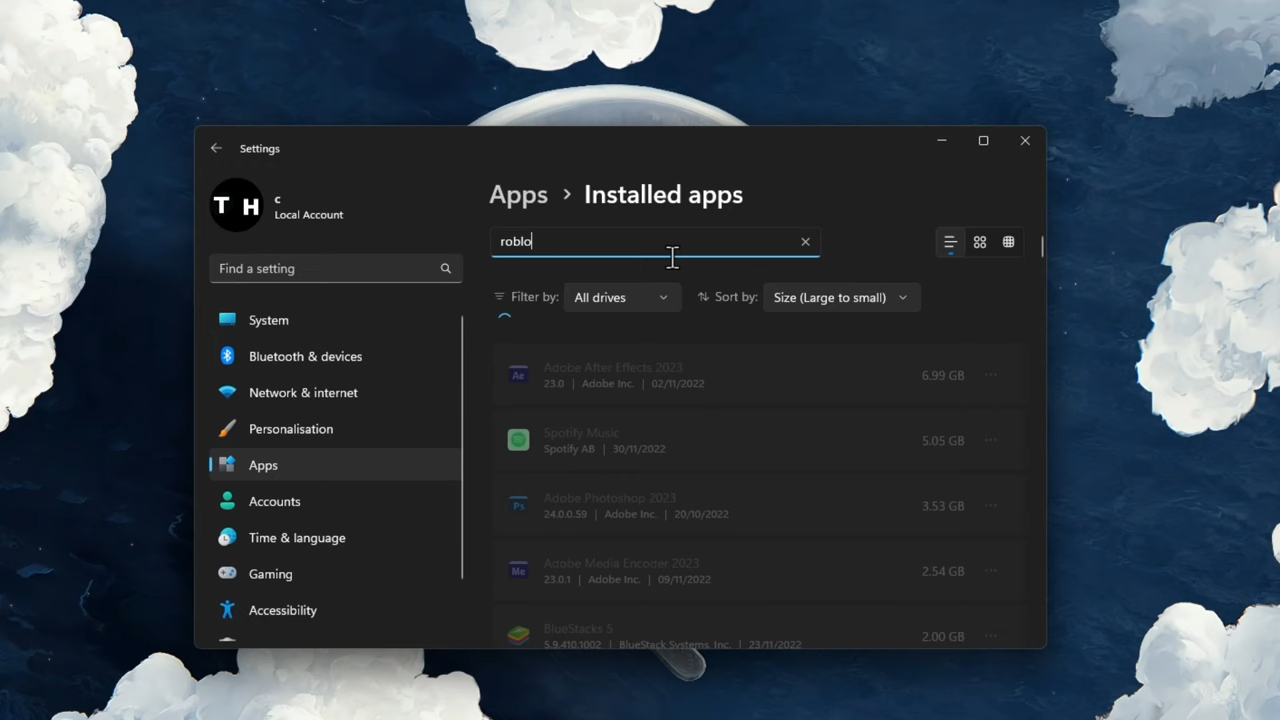 Settings
T H
c
Local Account
Find a setting
System
Bluetooth & devices
Network & internet
Personalisation
Apps
Accounts
Time & language
Gaming
Accessibility
Apps > Installed apps
roblo
Filter by: All drives
Sort by: Size (Large to small)
Ae
Adobe After Effects 2023
23.0 | Adobe Inc. | 02/11/2022
6.99 GB
Spotify Music
Spotify AB | 30/11/2022
5.05 GB
Ps
Adobe Photoshop 2023
24.0.0.59 | Adobe Inc. | 20/10/2022
3.53 GB
Me
Adobe Media Encoder 2023
23.0.1 | Adobe Inc. | 09/11/2022
2.54 GB
BlueStacks 5
5.9.410.1002 | BlueStack Systems, Inc. | 23/11/2022
2.00 GB